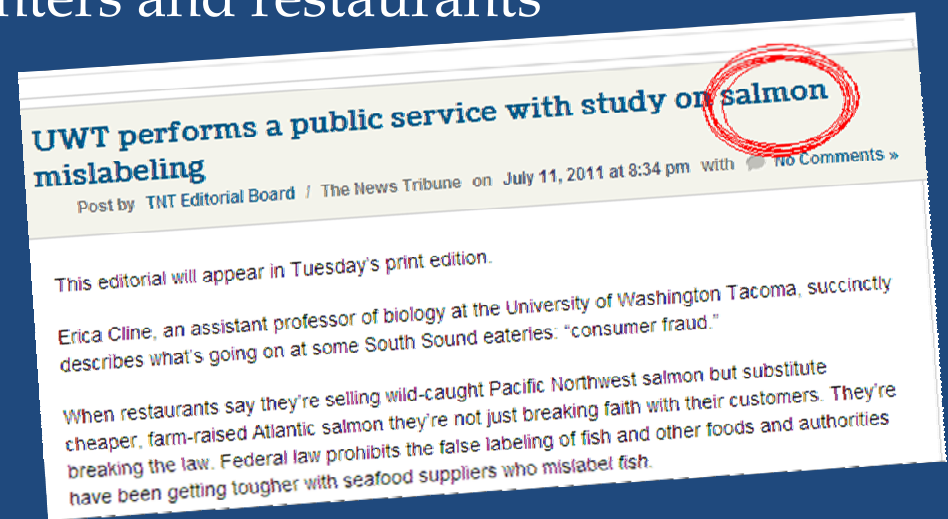 nters and restaurants
UWT performs a public service with study on salmon
mislabeling
Post by TNT Editorial Board / The News Tribune on July 11, 2011 at 8:34 pm with No Comments »
This editorial will appear in Tuesday's print edition.
Erica Cline, an assistant professor of biology at the University of Washington Tacoma, succinctly
describes what's going on at some South Sound eateries: “consumer fraud.”
When restaurants say they're selling wild-caught Pacific Northwest salmon but substitute
cheaper, farm-raised Atlantic salmon they're not just breaking faith with their customers. They're
breaking the law. Federal law prohibits the false labeling of fish and other foods and authorities
have been getting tougher with seafood suppliers who mislabel fish.